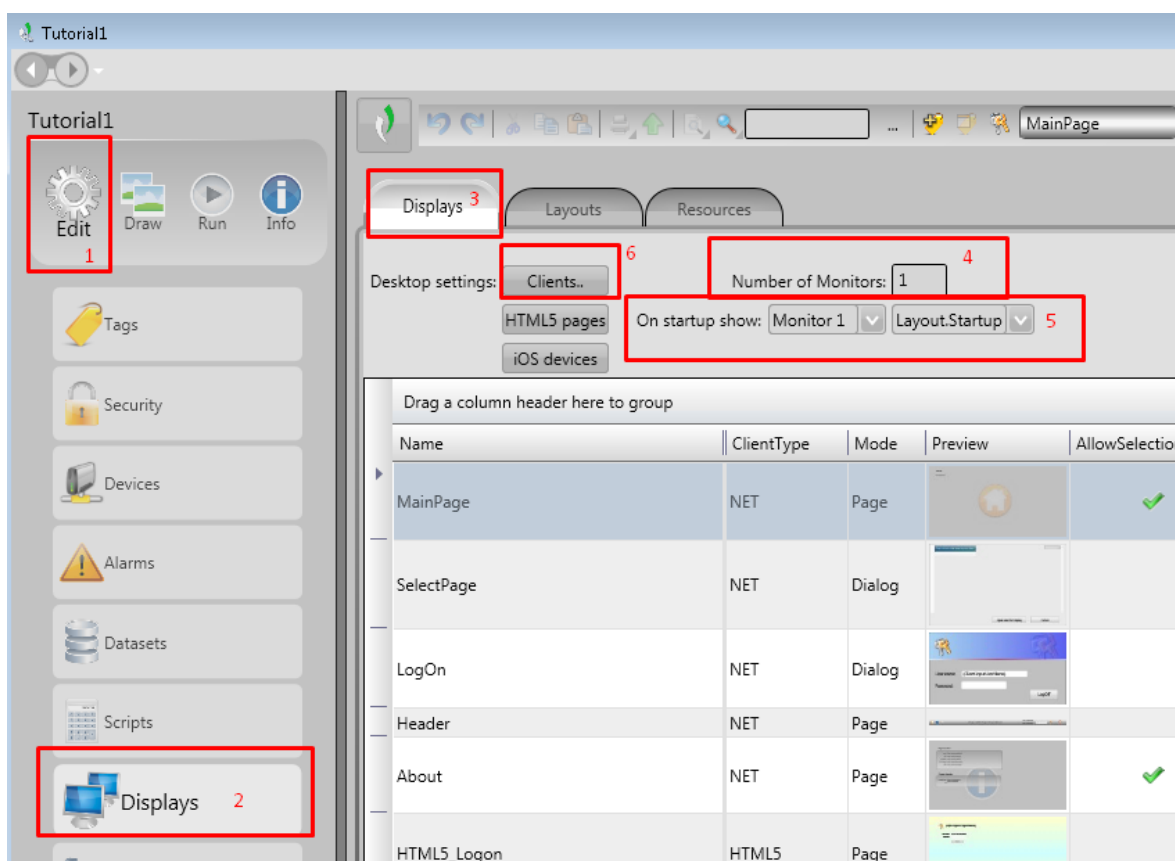 Tutorial1
Tutorial1
Edit
Draw
Run
Info
1
MainPage
...
Displays 3
Layouts
Resources
Desktop settings:
Clients..
6
Number of Monitors: 1
4
HTML5 pages
On startup show: Monitor 1 Layout.Startup
5
iOS devices
Tags
Security
Devices
Alarms
Datasets
Scripts
Displays 2
Drag a column header here to group
Name ClientType Mode Preview AllowSelectio
MainPage NET Page
SelectPage NET Dialog
LogOn NET Dialog
Header NET Page
About NET Page
HTML5_Logon HTML5 Page